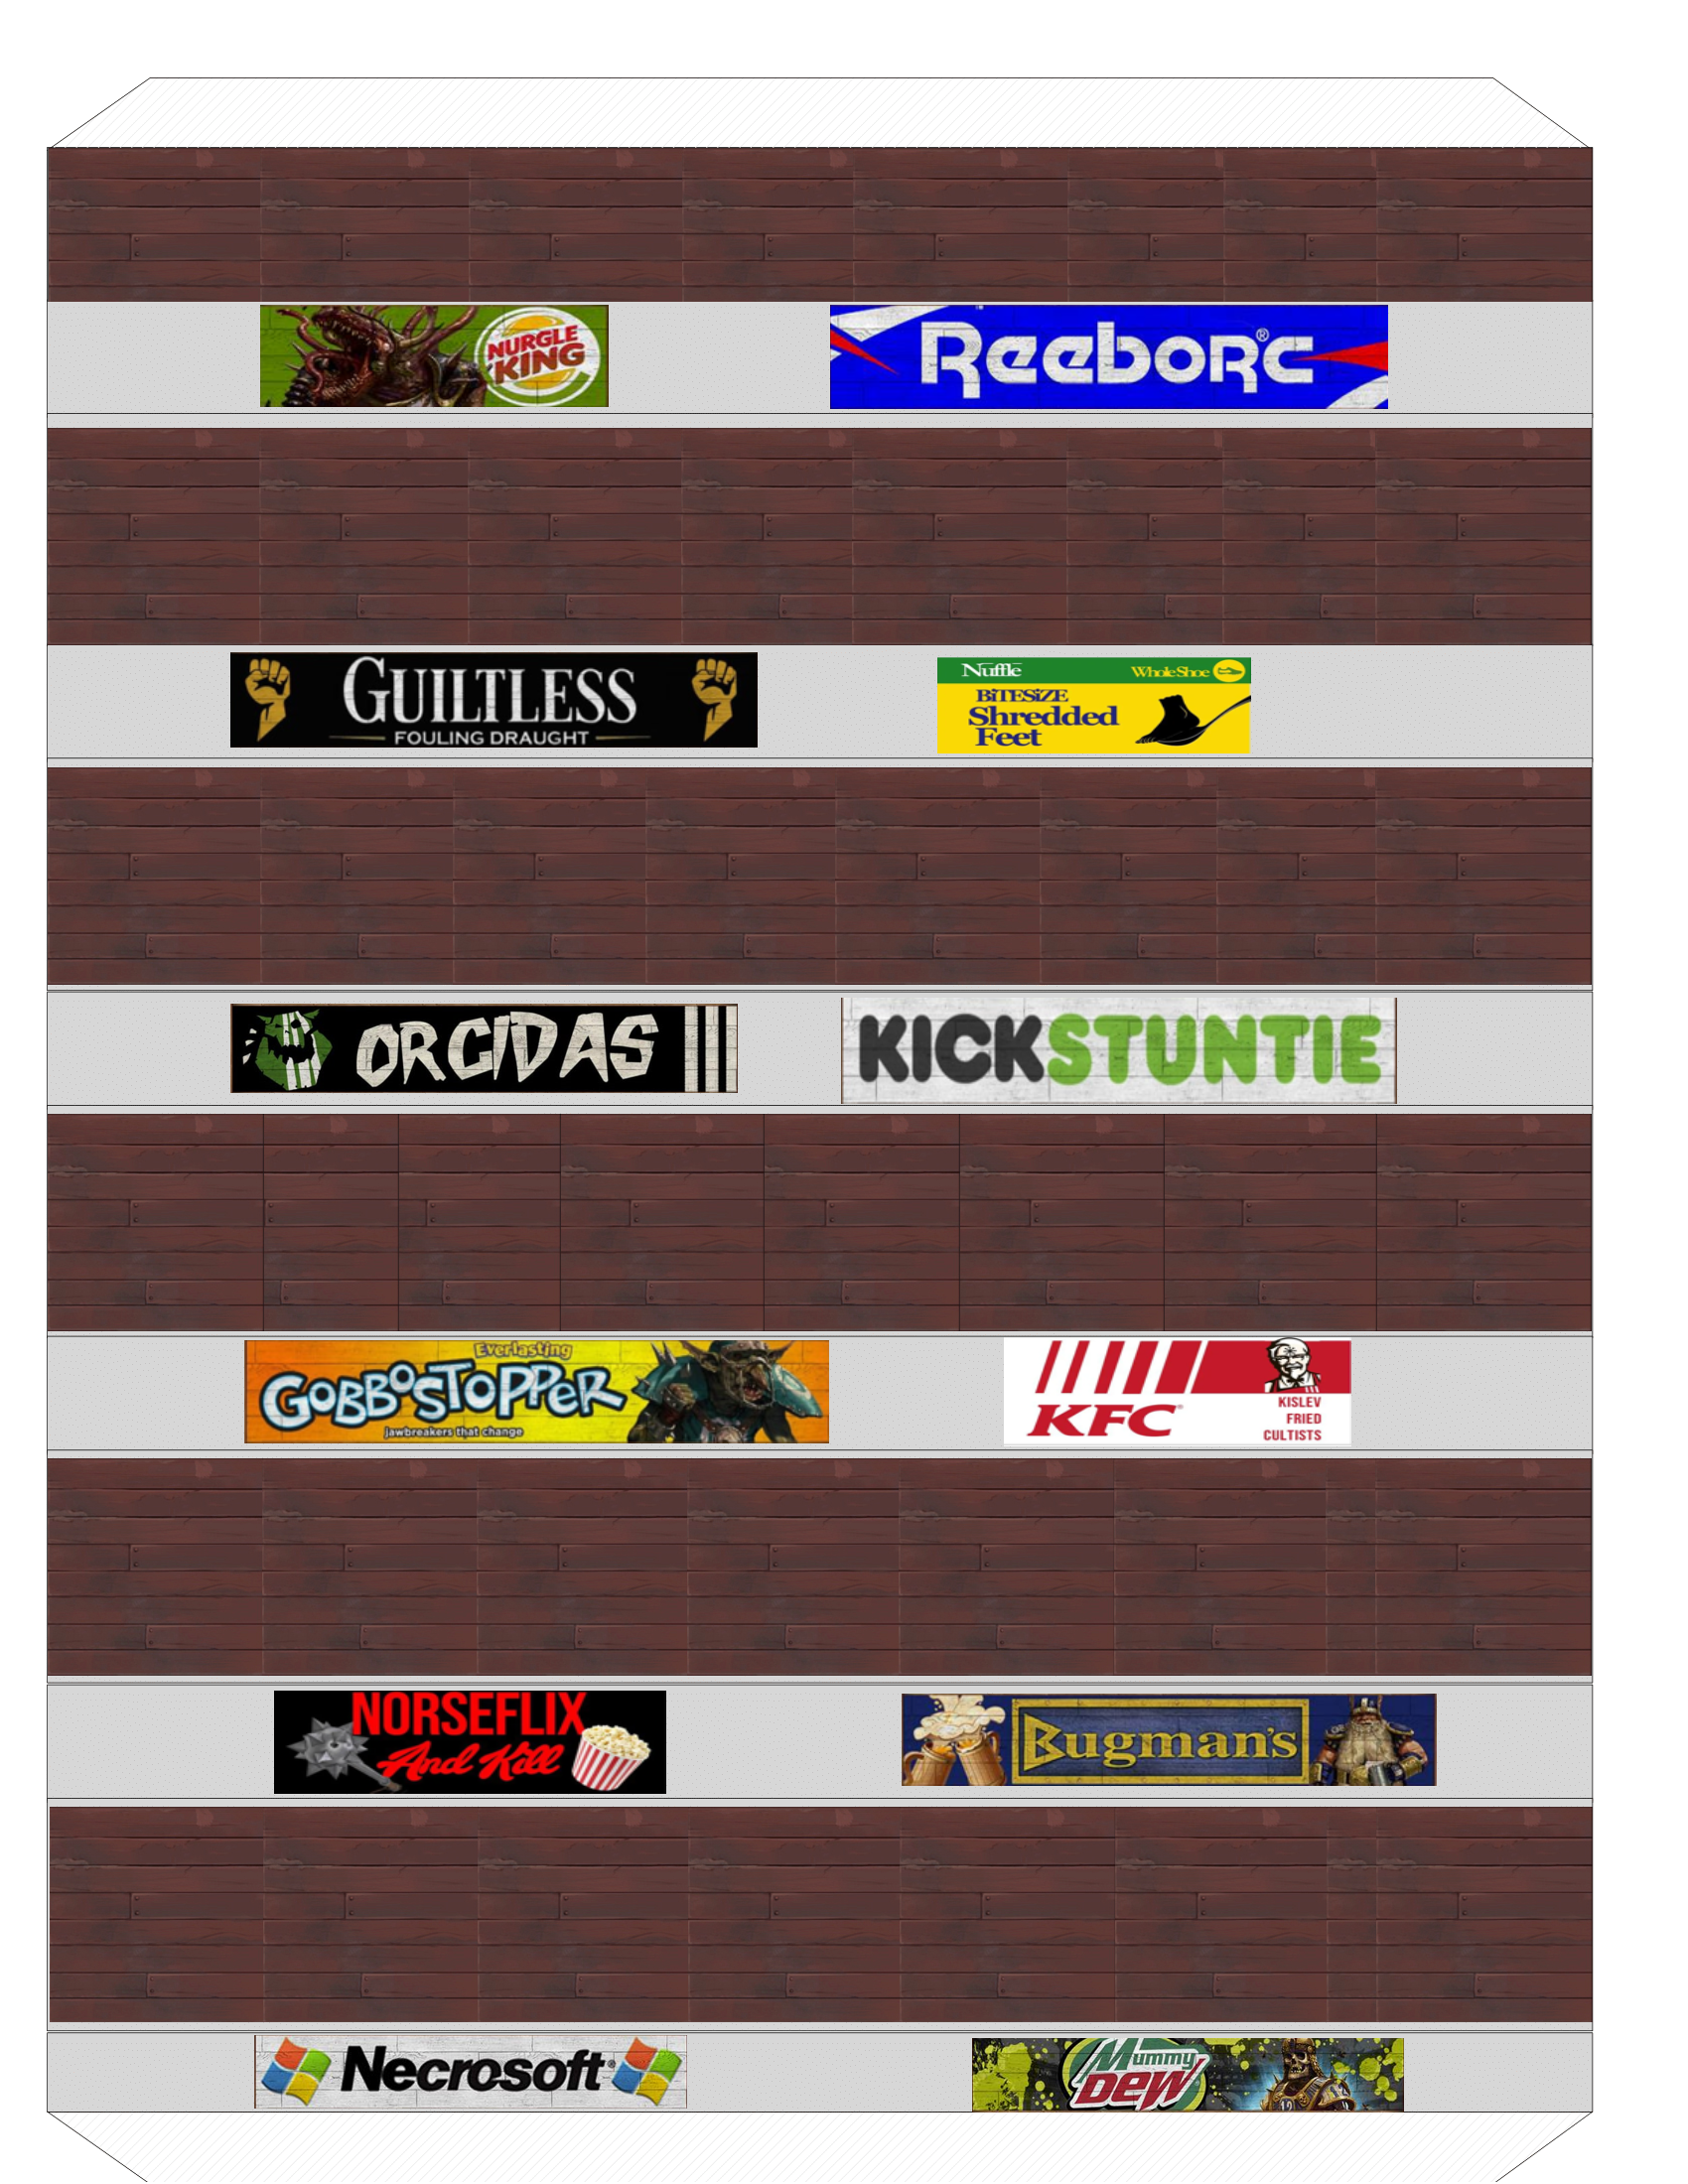 NURGLE
KING
ReeboRc®
GUILTLESS
FOULING DRAUGHT
Nuffle
WholeShoe
BiTESiZE
Shredded
Feet
ORCIDAS
KICKSTUNTIE
Everlasting
GOBBOSTOPPER
jawbreakers that change
KFC
KISLEV
FRIED
CULTISTS
NORSEFLIX
And Kill
Bugman's
Necrosoft
Mummy
DEW
12